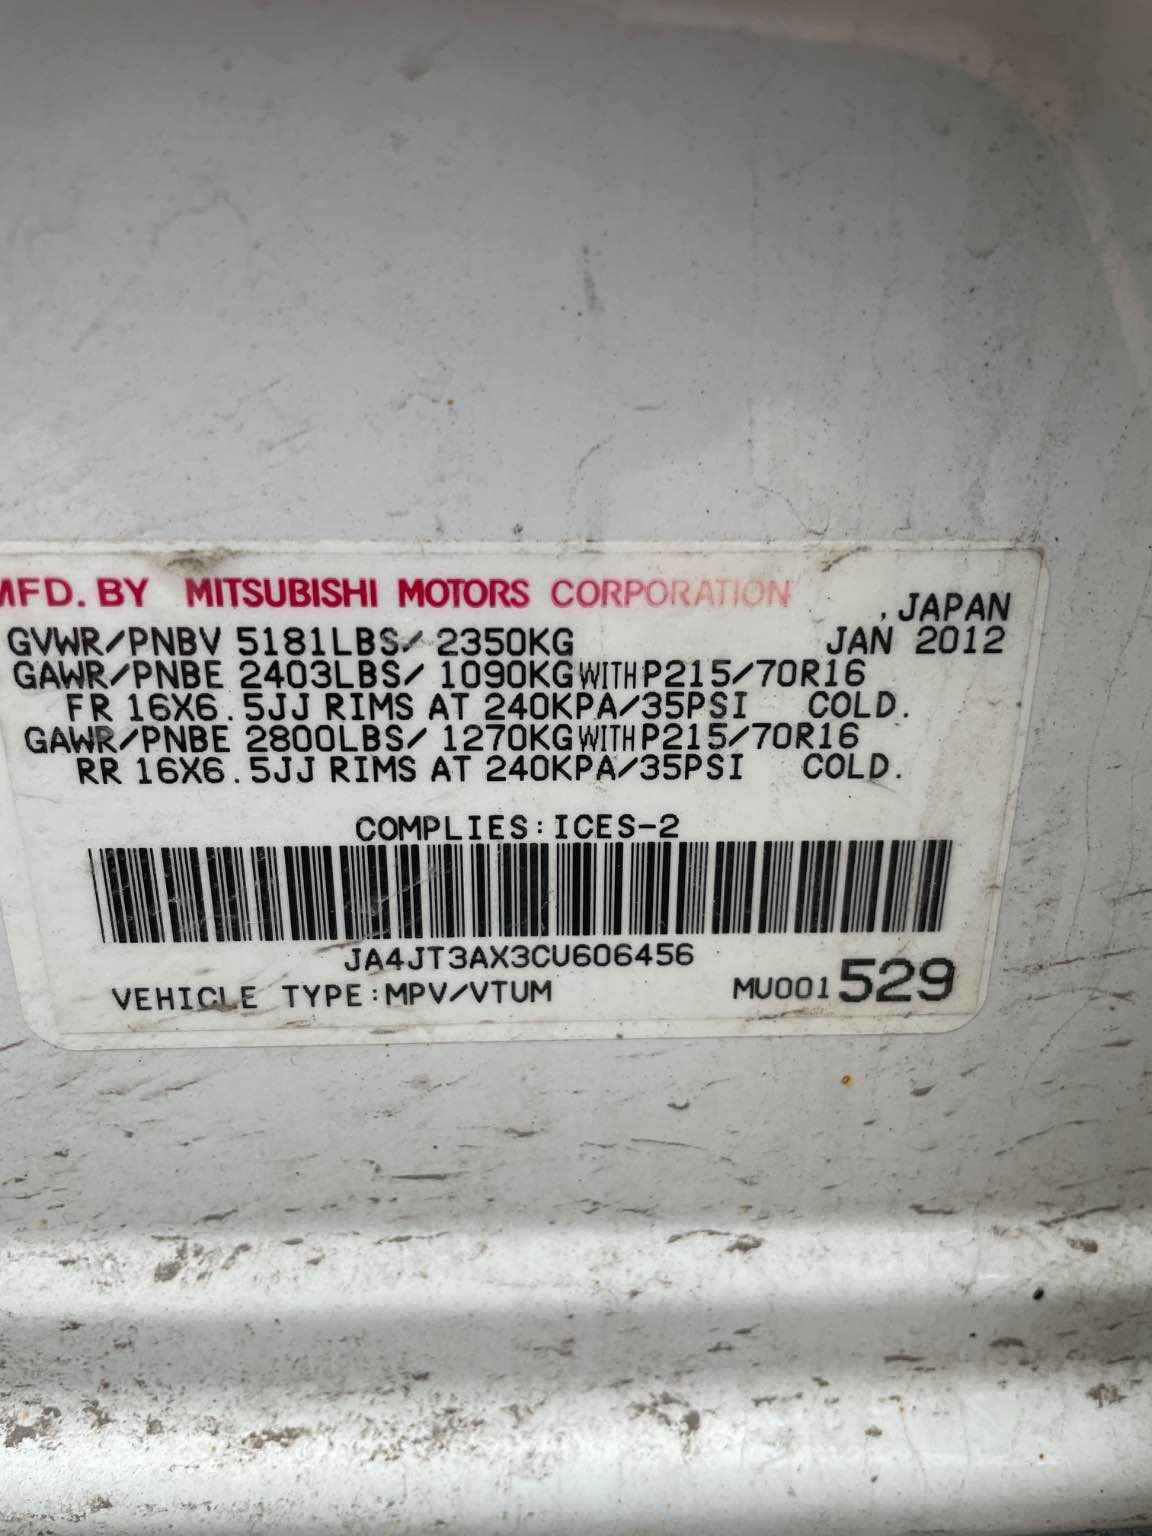 MFD. BY MITSUBISHI MOTORS CORPORATION
, JAPAN
GVWR/PNBV 5181LBS/ 2350KG JAN 2012
GAWR/PNBE 2403LBS/ 1090KG WITH P215/70R16
FR 16X6.5JJ RIMS AT 240KPA/35PSI COLD.
GAWR/PNBE 2800LBS/ 1270KG WITH P215/70R16
RR 16X6.5JJ RIMS AT 240KPA/35PSI COLD.
COMPLIES:ICES-2
JA4JT3AX3CU606456
VEHICLE TYPE:MPV/VTUM MU001529